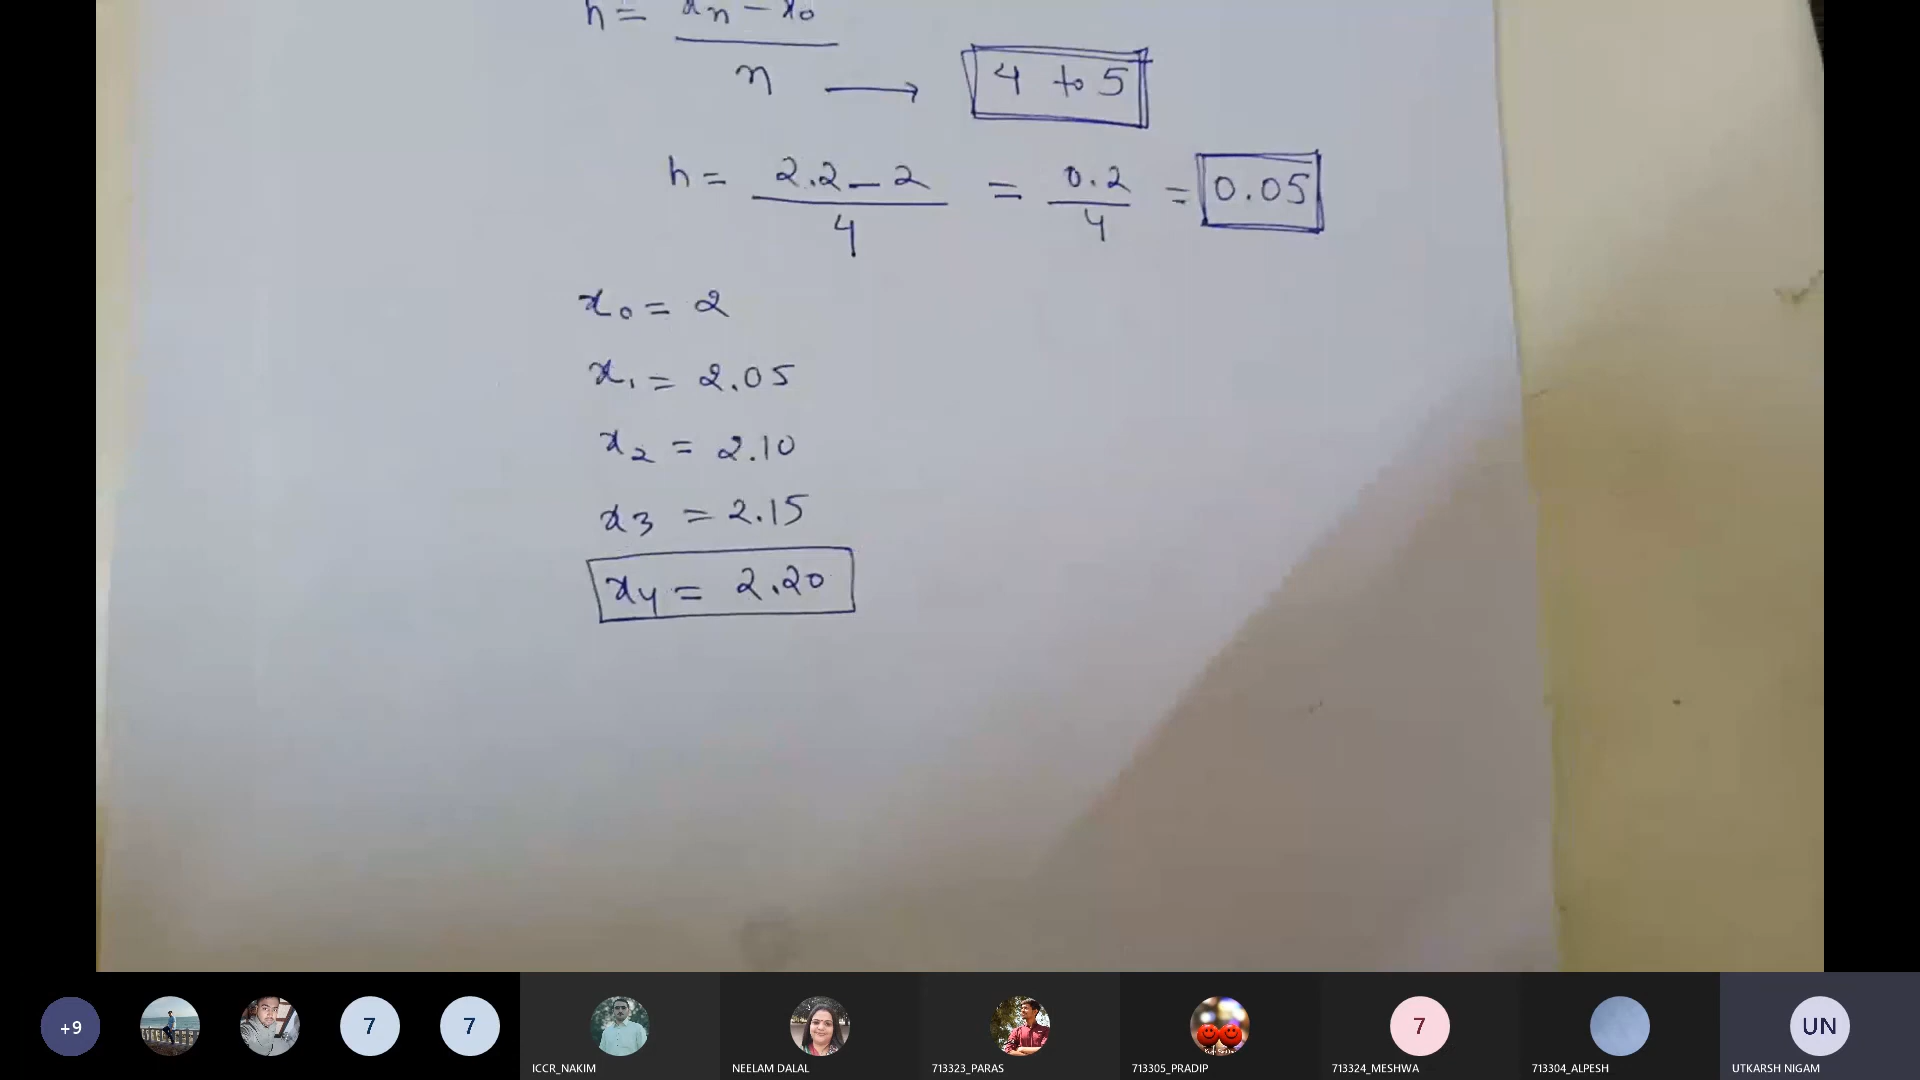 h = xn - x0
n → 4 to 5
h = 2.2 - 2 / 4 = 0.2 / 4 = 0.05
x0 = 2
x1 = 2.05
x2 = 2.10
x3 = 2.15
x4 = 2.20
+9 7 7 7 UN
ICCR_NAKIM NEELAM DALAL 713323_PARAS 713305_PRADIP 713324_MESHWA 713304_ALPESH UTKARSH NIGAM